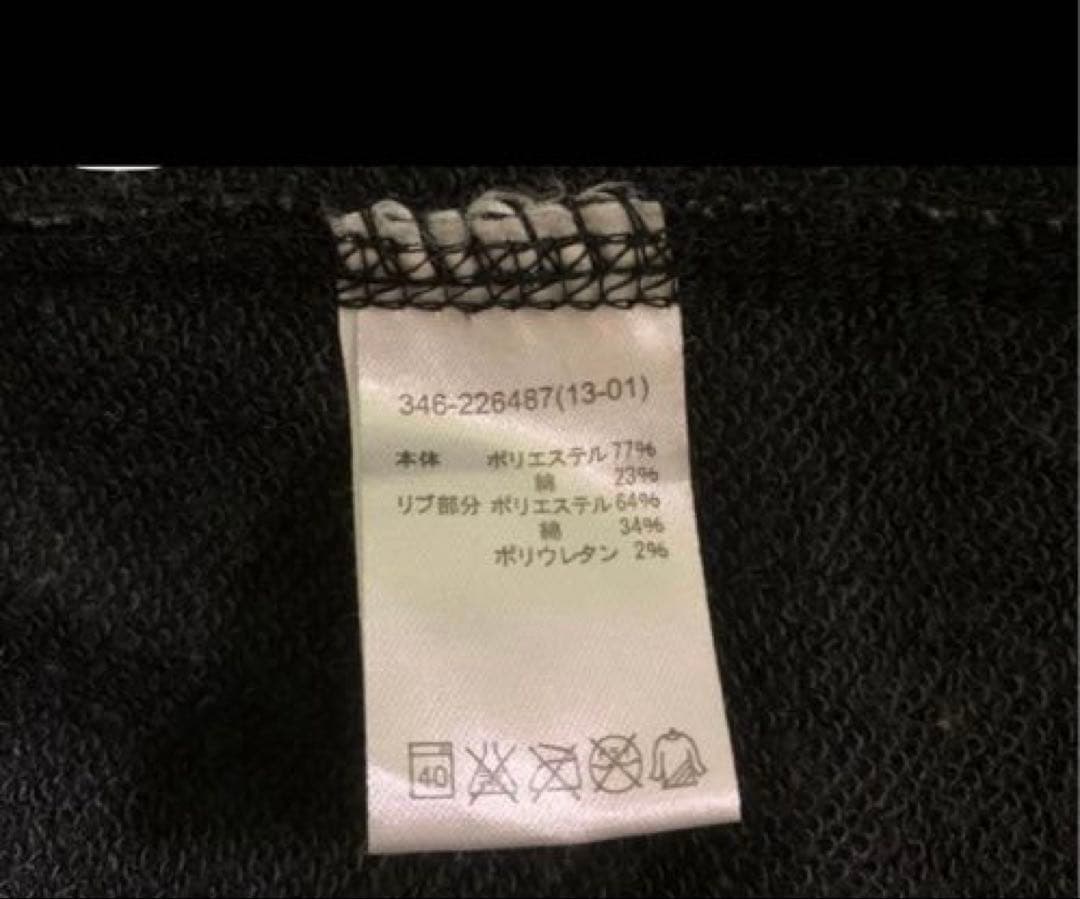 346-226487(13-01)
本体 ポリエステル 77%
綿 23%
リブ部分 ポリエステル 64%
綿 34%
ポリウレタン 2%
40